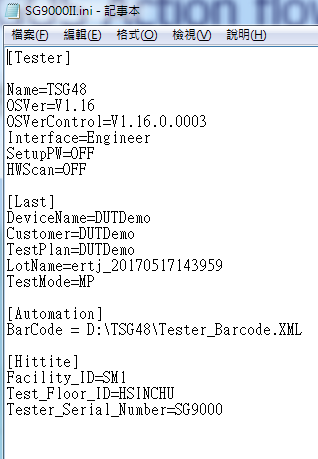 SG9000II.ini - 記事本
檔案(F) 編輯(E) 格式(O) 檢視(V) 說明(H)
[Tester]
Name=TSG48
OSVer=V1.16
OSVerControl=V1.16.0.0003
Interface=Engineer
SetupPW=OFF
HWScan=OFF
[Last]
DeviceName=DUTDemo
Customer=DUTDemo
TestPlan=DUTDemo
LotName=ertj_20170517143959
TestMode=MP
[Automation]
BarCode = D:\TSG48\Tester_Barcode.XML
[Hittite]
Facility_ID=SM1
Test_Floor_ID=HSINCHU
Tester_Serial_Number=SG9000